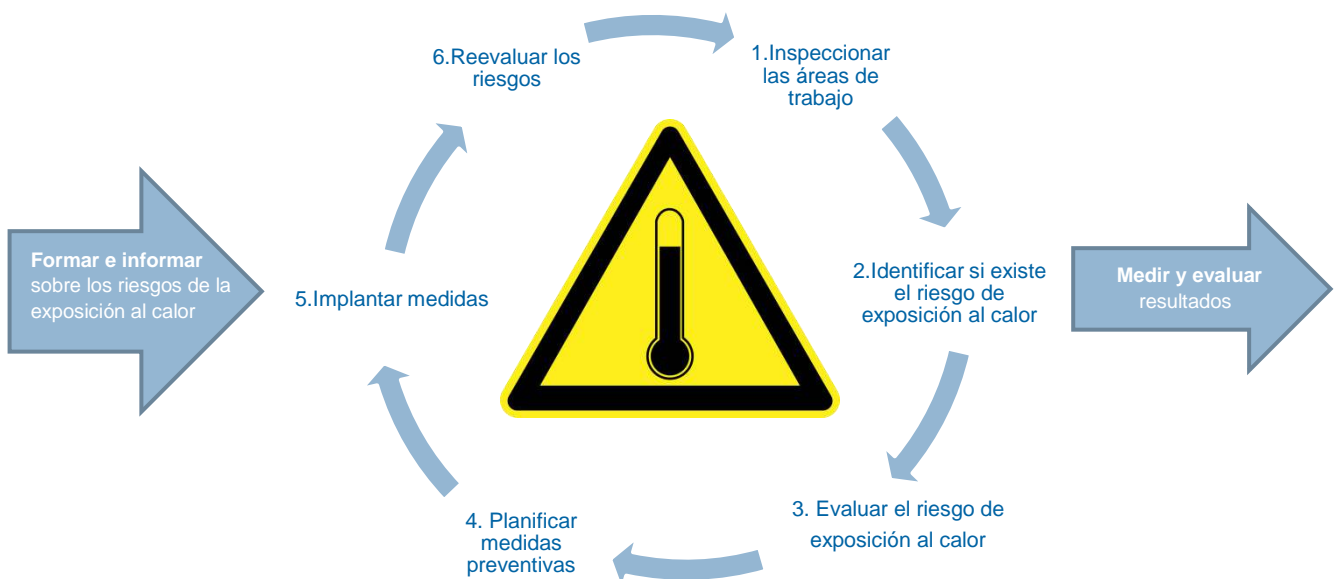 6.Reevaluar los
riesgos
1.Inspeccionar
las áreas de
trabajo
Formar e informar
sobre los riesgos de la
exposición al calor
5.Implantar medidas
2.Identificar si existe
el riesgo de
exposición al calor
Medir y evaluar
resultados
4. Planificar
medidas
preventivas
3. Evaluar el riesgo de
exposición al calor